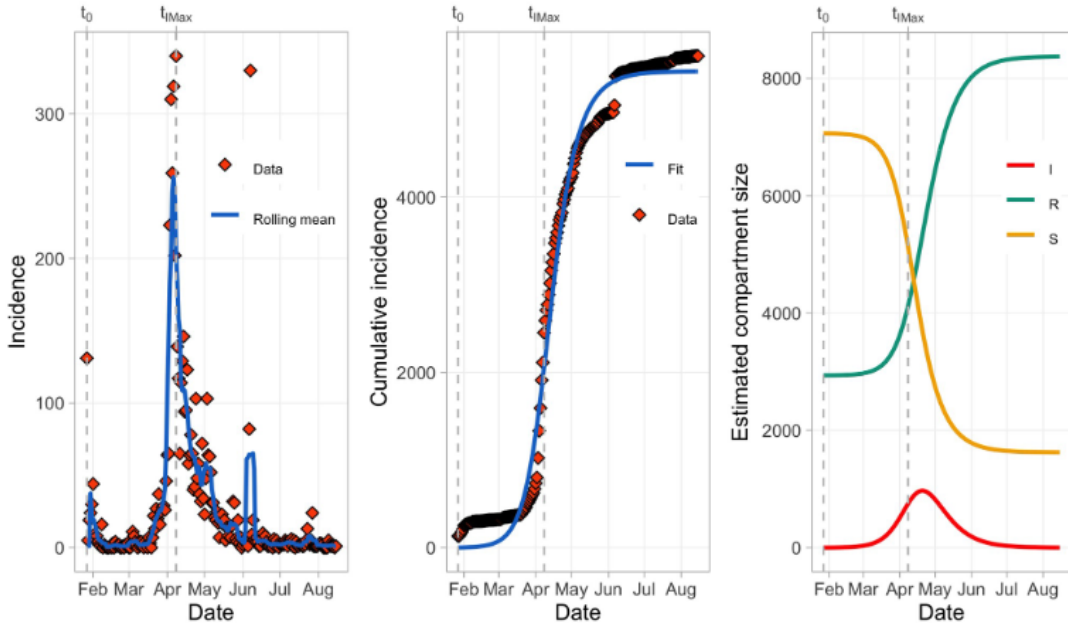 t0 tIMax
300
200
100
0
Incidence
Data
Rolling mean
Feb Mar Apr May Jun Jul Aug
Date
t0 tIMax
4000
2000
0
Cumulative incidence
Fit
Data
Feb Mar Apr May Jun Jul Aug
Date
t0 tIMax
8000
6000
4000
2000
0
Estimated compartment size
I
R
S
Feb Mar Apr May Jun Jul Aug
Date